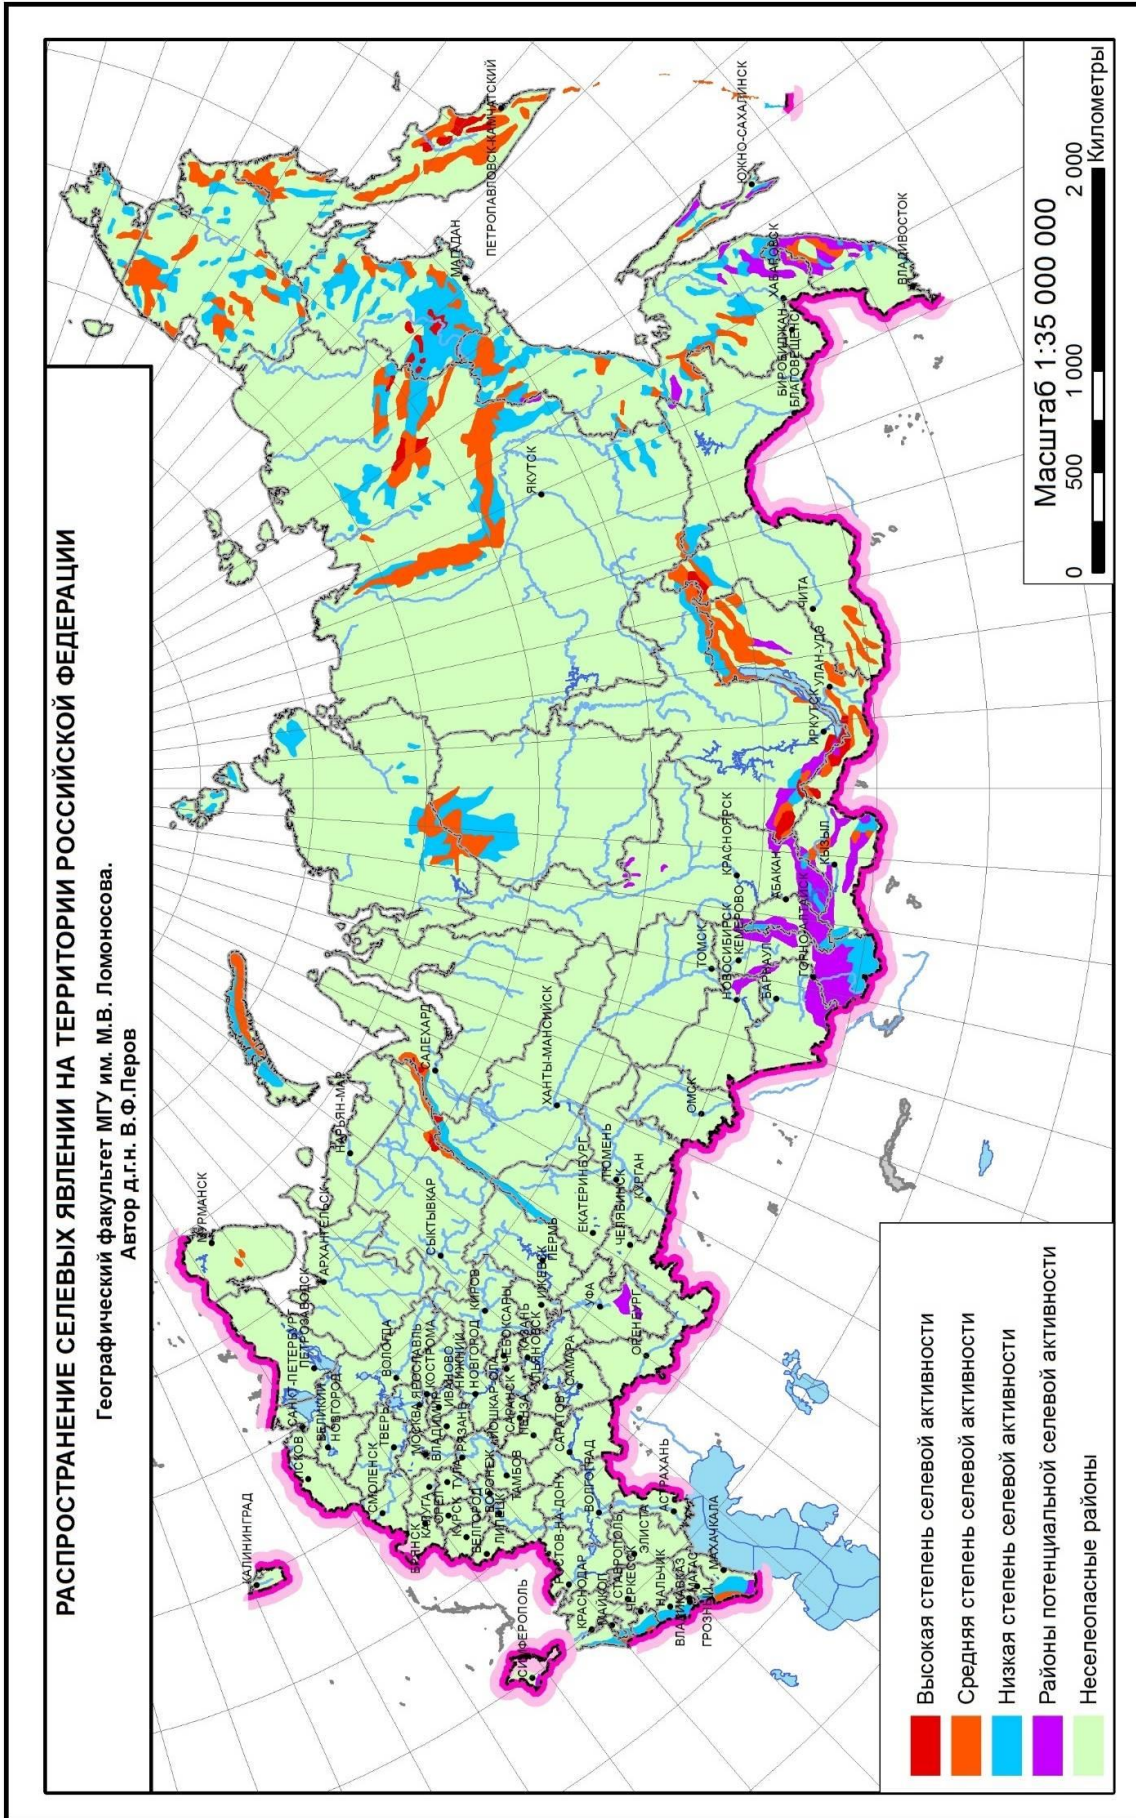 РАСПРОСТРАНЕНИЕ СЕЛЕВЫХ ЯВЛЕНИЙ НА ТЕРРИТОРИИ РОССИЙСКОЙ ФЕДЕРАЦИИ
Географический факультет МГУ им. М.В. Ломоносова.
Автор д.г.н. В.Ф.Перов
КАЛИНИНГРАД
МУРМАНСК
ПСКОВ
САНКТ-ПЕТЕРБУРГ
ПЕТРОЗАВОДСК
ВЕЛИКИЙ
НОВГОРОД
АРХАНГЕЛЬСК
НАРЬЯН-МАР
СМОЛЕНСК
ТВЕРЬ
ВОЛОГДА
БРЯНСК
КАЛУГА
МОСКВА
ЯРОСЛАВЛЬ
КОСТРОМА
ИВАНОВО
ВЛАДИМИР
ОРЕЛ
КУРСК
ТУЛА
РЯЗАНЬ
НИЖНИЙ
НОВГОРОД
КИРОВ
СЫКТЫВКАР
САЛЕХАРД
БЕЛГОРОД
ЛИПЕЦК
ВОРОНЕЖ
ТАМБОВ
ПЕНЗА
САРАНСК
ЙОШКАР-ОЛА
ЧЕБОКСАРЫ
КАЗАНЬ
УЛЬЯНОВСК
ИЖЕВСК
ПЕРМЬ
ХАНТЫ-МАНСИЙСК
СИМФЕРОПОЛЬ
РОСТОВ-НА-ДОНУ
САРАТОВ
САМАРА
КРАСНОДАР
МАЙКОП
ВОЛГОГРАД
УФА
ЕКАТЕРИНБУРГ
ТЮМЕНЬ
ЧЕЛЯБИНСК
КУРГАН
ОРЕНБУРГ
СТАВРОПОЛЬ
ЧЕРКЕССК
ЭЛИСТА
АСТРАХАНЬ
НАЛЬЧИК
ВЛАДИКАВКАЗ
МАГАС
ГРОЗНЫЙ
МАХАЧКАЛА
ОМСК
ТОМСК
НОВОСИБИРСК
КЕМЕРОВО
КРАСНОЯРСК
БАРНАУЛ
АБАКАН
ГОРНО-АЛТАЙСК
КЫЗЫЛ
ИРКУТСК
УЛАН-УДЭ
ЧИТА
ЯКУТСК
МАГАДАН
ПЕТРОПАВЛОВСК-КАМЧАТСКИЙ
БЛАГОВЕЩЕНСК
БИРОБИДЖАН
ХАБАРОВСК
ВЛАДИВОСТОК
ЮЖНО-САХАЛИНСК
Высокая степень селевой активности
Средняя степень селевой активности
Низкая степень селевой активности
Районы потенциальной селевой активности
Неселеопасные районы
Масштаб 1:35 000 000
0 500 1 000 2 000
Километры